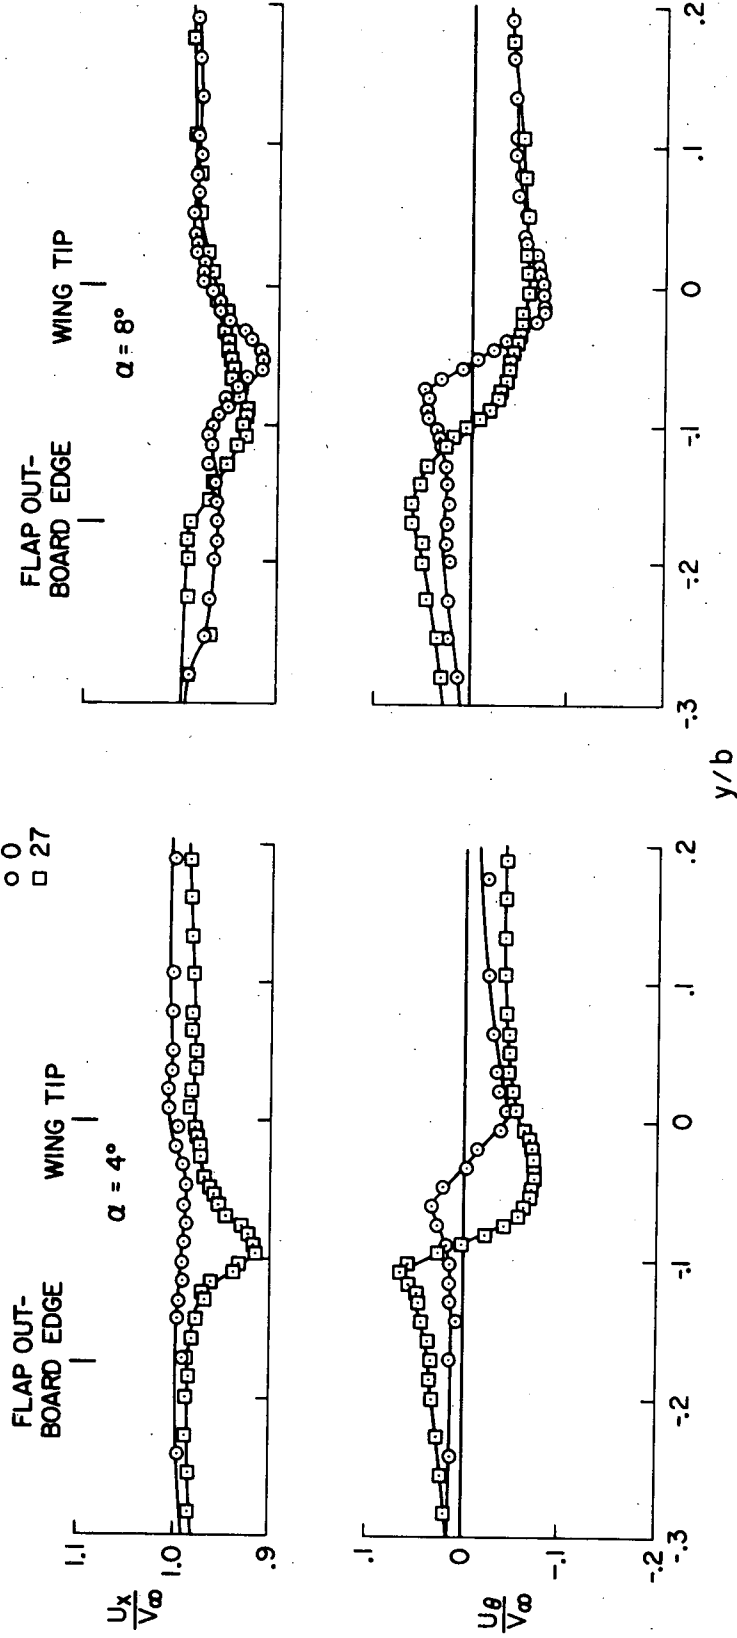 ○ 0
□ 27
FLAP OUT-
BOARD EDGE
WING TIP
α = 4°
FLAP OUT-
BOARD EDGE
WING TIP
α = 8°
1.1
1.0
.9
Ux
V∞
.1
0
-.1
-.2
Uθ
V∞
-.3
-.2
-.1
0
.1
.2
-.3
-.2
-.1
0
.1
.2
y/b